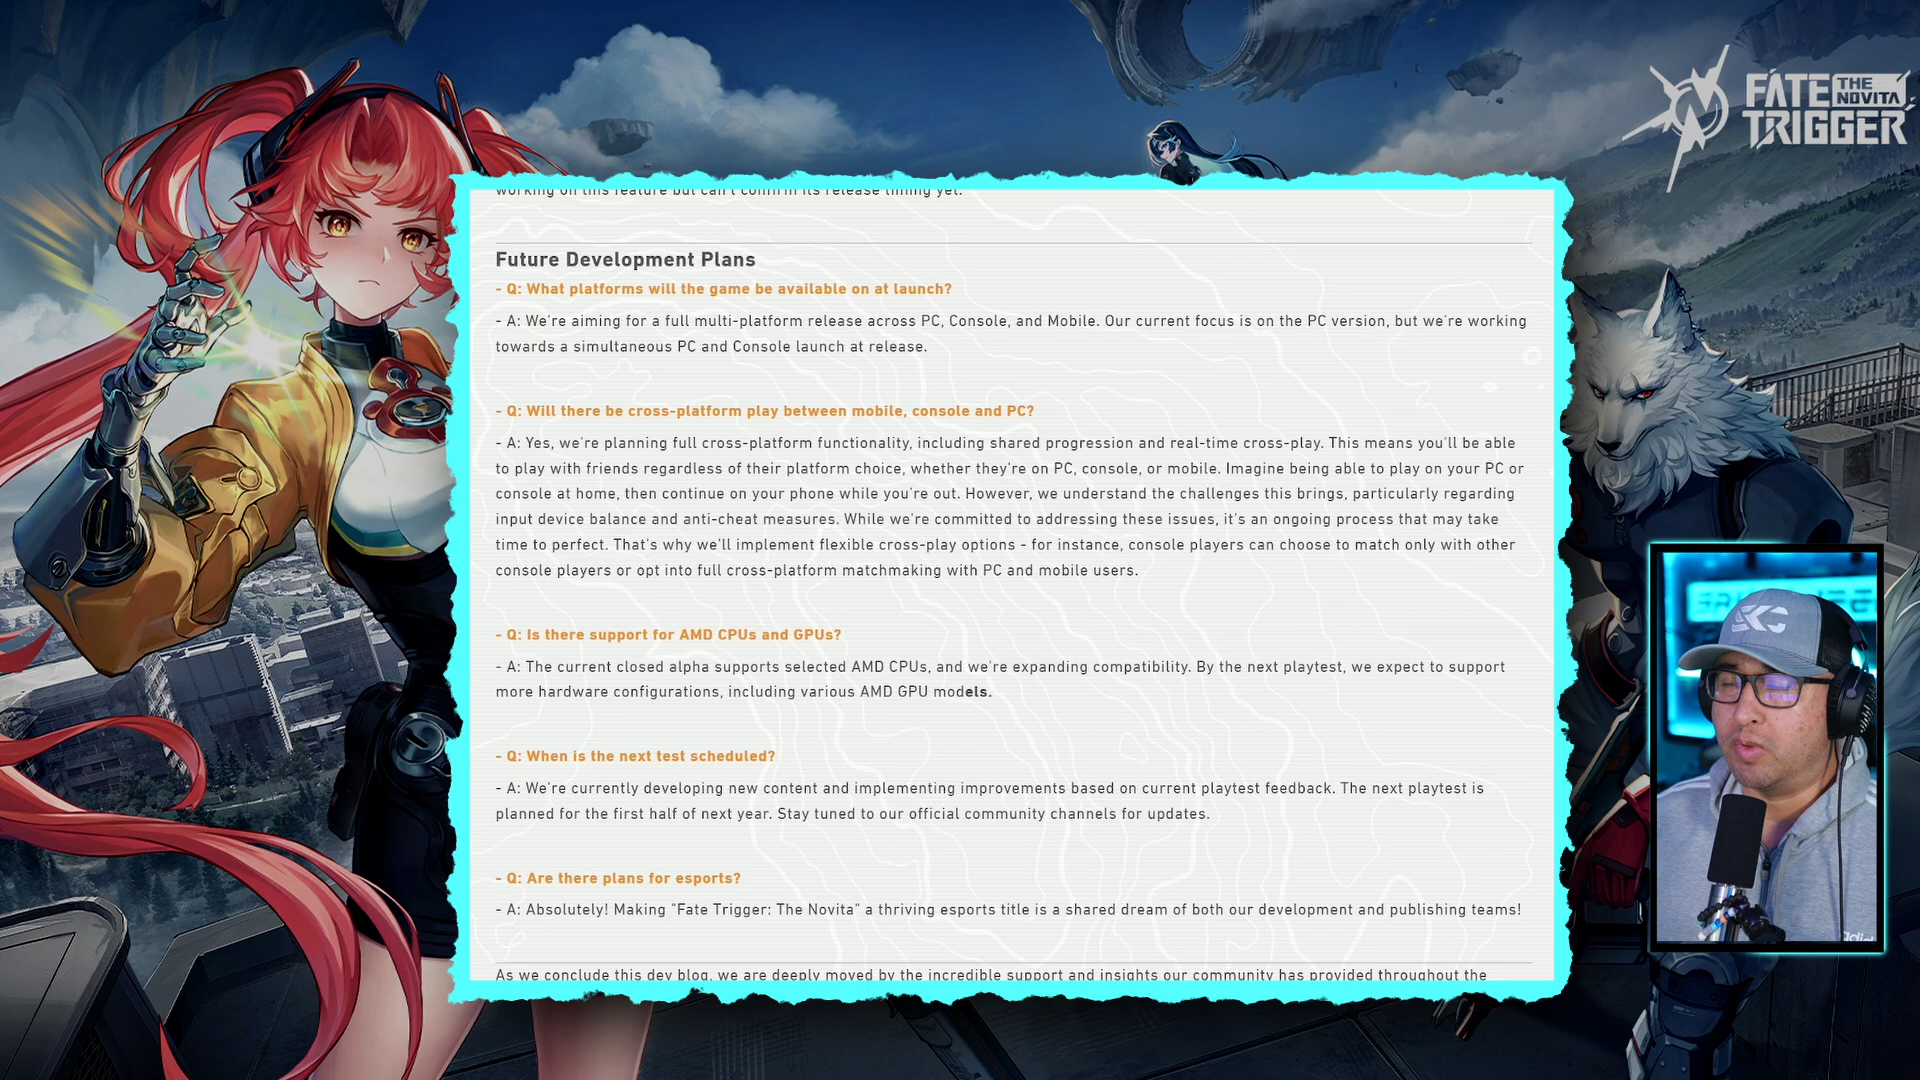 FATE THE NOVITA TRIGGER
working on this feature but can't confirm its release timing yet.
Future Development Plans
- Q: What platforms will the game be available on at launch?
- A: We're aiming for a full multi-platform release across PC, Console, and Mobile. Our current focus is on the PC version, but we're working
towards a simultaneous PC and Console launch at release.
- Q: Will there be cross-platform play between mobile, console and PC?
- A: Yes, we're planning full cross-platform functionality, including shared progression and real-time cross-play. This means you'll be able
to play with friends regardless of their platform choice, whether they're on PC, console, or mobile. Imagine being able to play on your PC or
console at home, then continue on your phone while you're out. However, we understand the challenges this brings, particularly regarding
input device balance and anti-cheat measures. While we're committed to addressing these issues, it's an ongoing process that may take
time to perfect. That's why we'll implement flexible cross-play options - for instance, console players can choose to match only with other
console players or opt into full cross-platform matchmaking with PC and mobile users.
- Q: Is there support for AMD CPUs and GPUs?
- A: The current closed alpha supports selected AMD CPUs, and we're expanding compatibility. By the next playtest, we expect to support
more hardware configurations, including various AMD GPU models.
- Q: When is the next test scheduled?
- A: We're currently developing new content and implementing improvements based on current playtest feedback. The next playtest is
planned for the first half of next year. Stay tuned to our official community channels for updates.
- Q: Are there plans for esports?
- A: Absolutely! Making "Fate Trigger: The Novita" a thriving esports title is a shared dream of both our development and publishing teams!
As we conclude this dev blog, we are deeply moved by the incredible support and insights our community has provided throughout the